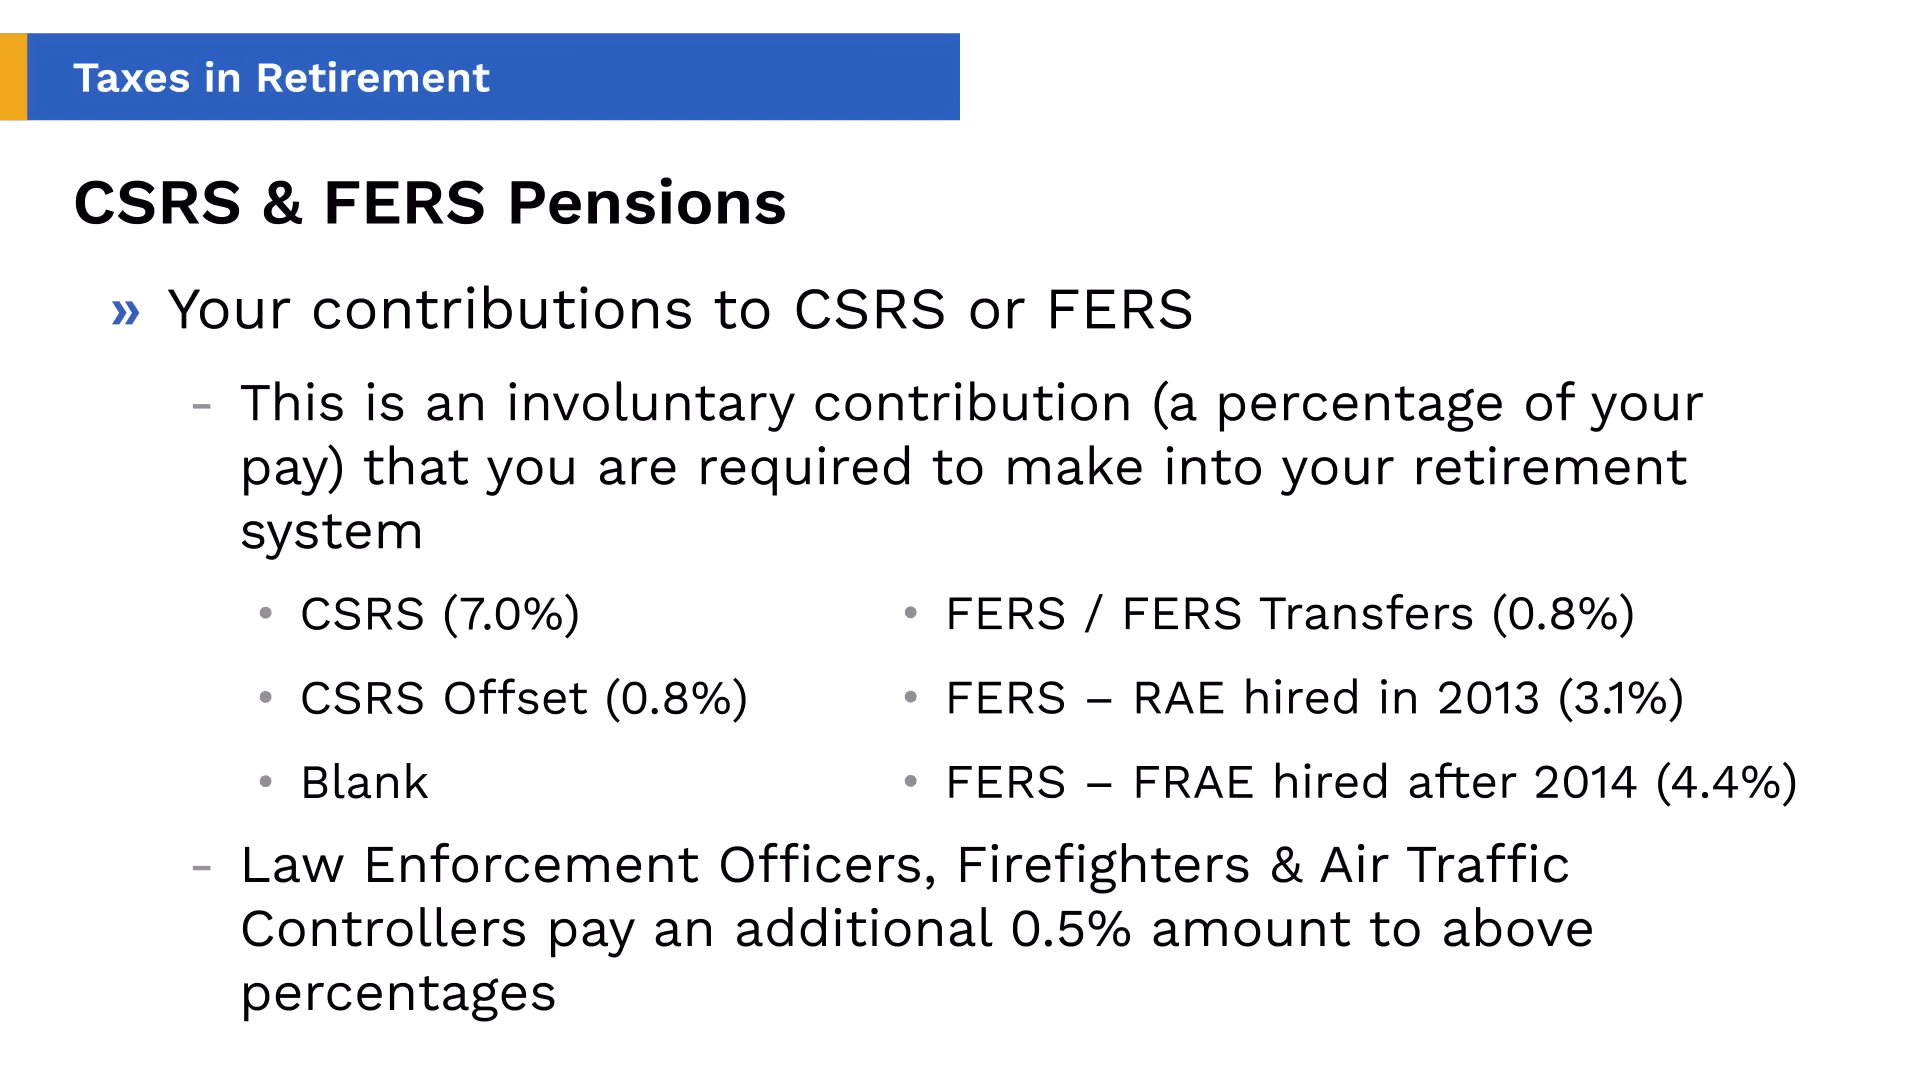 Taxes in Retirement
CSRS & FERS Pensions
» Your contributions to CSRS or FERS
- This is an involuntary contribution (a percentage of your
pay) that you are required to make into your retirement
system
• CSRS (7.0%)
• CSRS Offset (0.8%)
• Blank
• FERS / FERS Transfers (0.8%)
• FERS – RAE hired in 2013 (3.1%)
• FERS – FRAE hired after 2014 (4.4%)
- Law Enforcement Officers, Firefighters & Air Traffic
Controllers pay an additional 0.5% amount to above
percentages